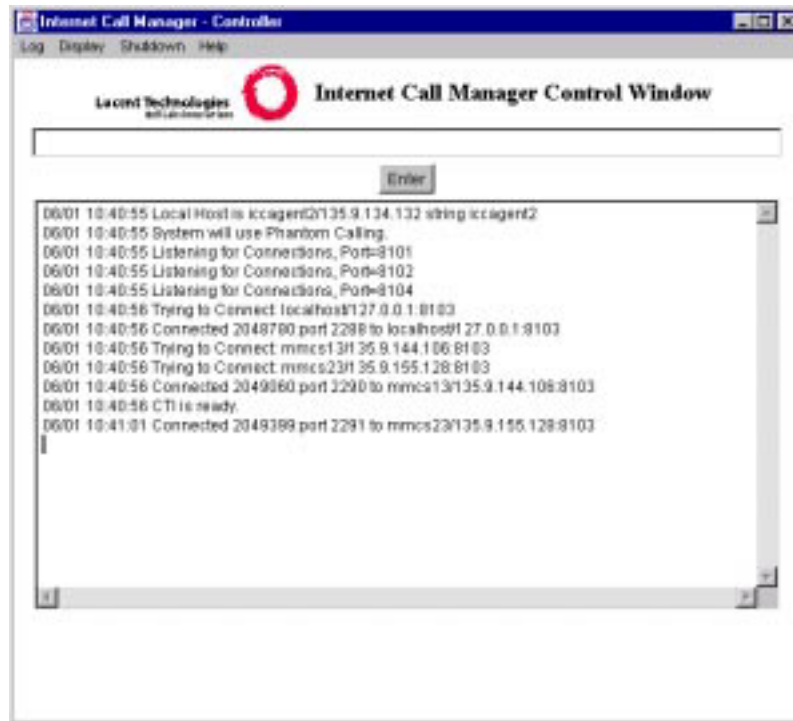 Internet Call Manager - Controller
Log Display Shutdown Help
Lucent Technologies
Bell Labs Innovations
Internet Call Manager Control Window
Enter
06/01 10:40:55 Local Host is iccagent2/135.9.134.132 string iccagent2
06/01 10:40:55 System will use Phantom Calling.
06/01 10:40:55 Listening for Connections, Port=8101
06/01 10:40:55 Listening for Connections, Port=8102
06/01 10:40:55 Listening for Connections, Port=8104
06/01 10:40:56 Trying to Connect: localhost/127.0.0.1:8103
06/01 10:40:56 Connected 2048780 port 2288 to localhost/127.0.0.1:8103
06/01 10:40:56 Trying to Connect: mmcs13/135.9.144.106:8103
06/01 10:40:56 Trying to Connect: mmcs23/135.9.155.128:8103
06/01 10:40:56 Connected 2049060 port 2290 to mmcs13/135.9.144.106:8103
06/01 10:40:56 CTI is ready.
06/01 10:41:01 Connected 2049399 port 2291 to mmcs23/135.9.155.128:8103